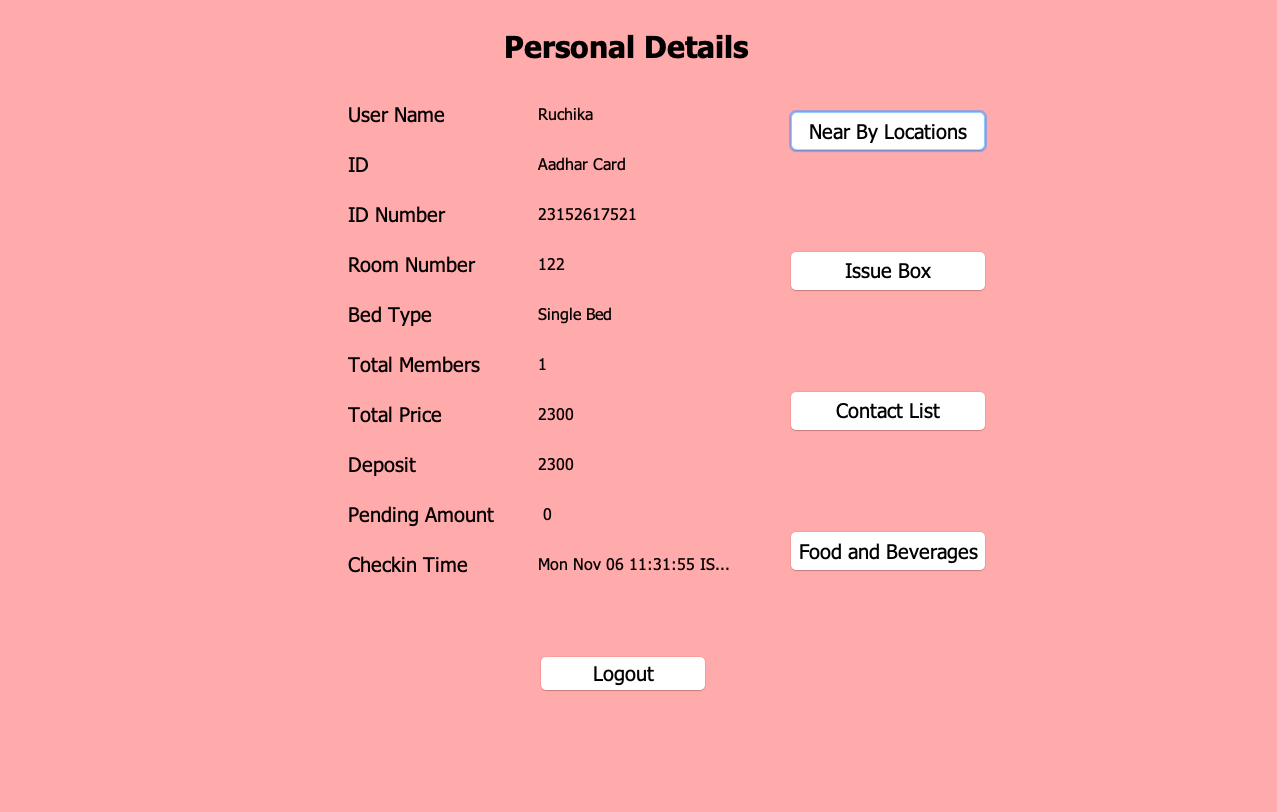 Personal Details
User Name Ruchika
ID Aadhar Card
ID Number 23152617521
Room Number 122
Bed Type Single Bed
Total Members 1
Total Price 2300
Deposit 2300
Pending Amount 0
Checkin Time Mon Nov 06 11:31:55 IS...
Near By Locations
Issue Box
Contact List
Food and Beverages
Logout